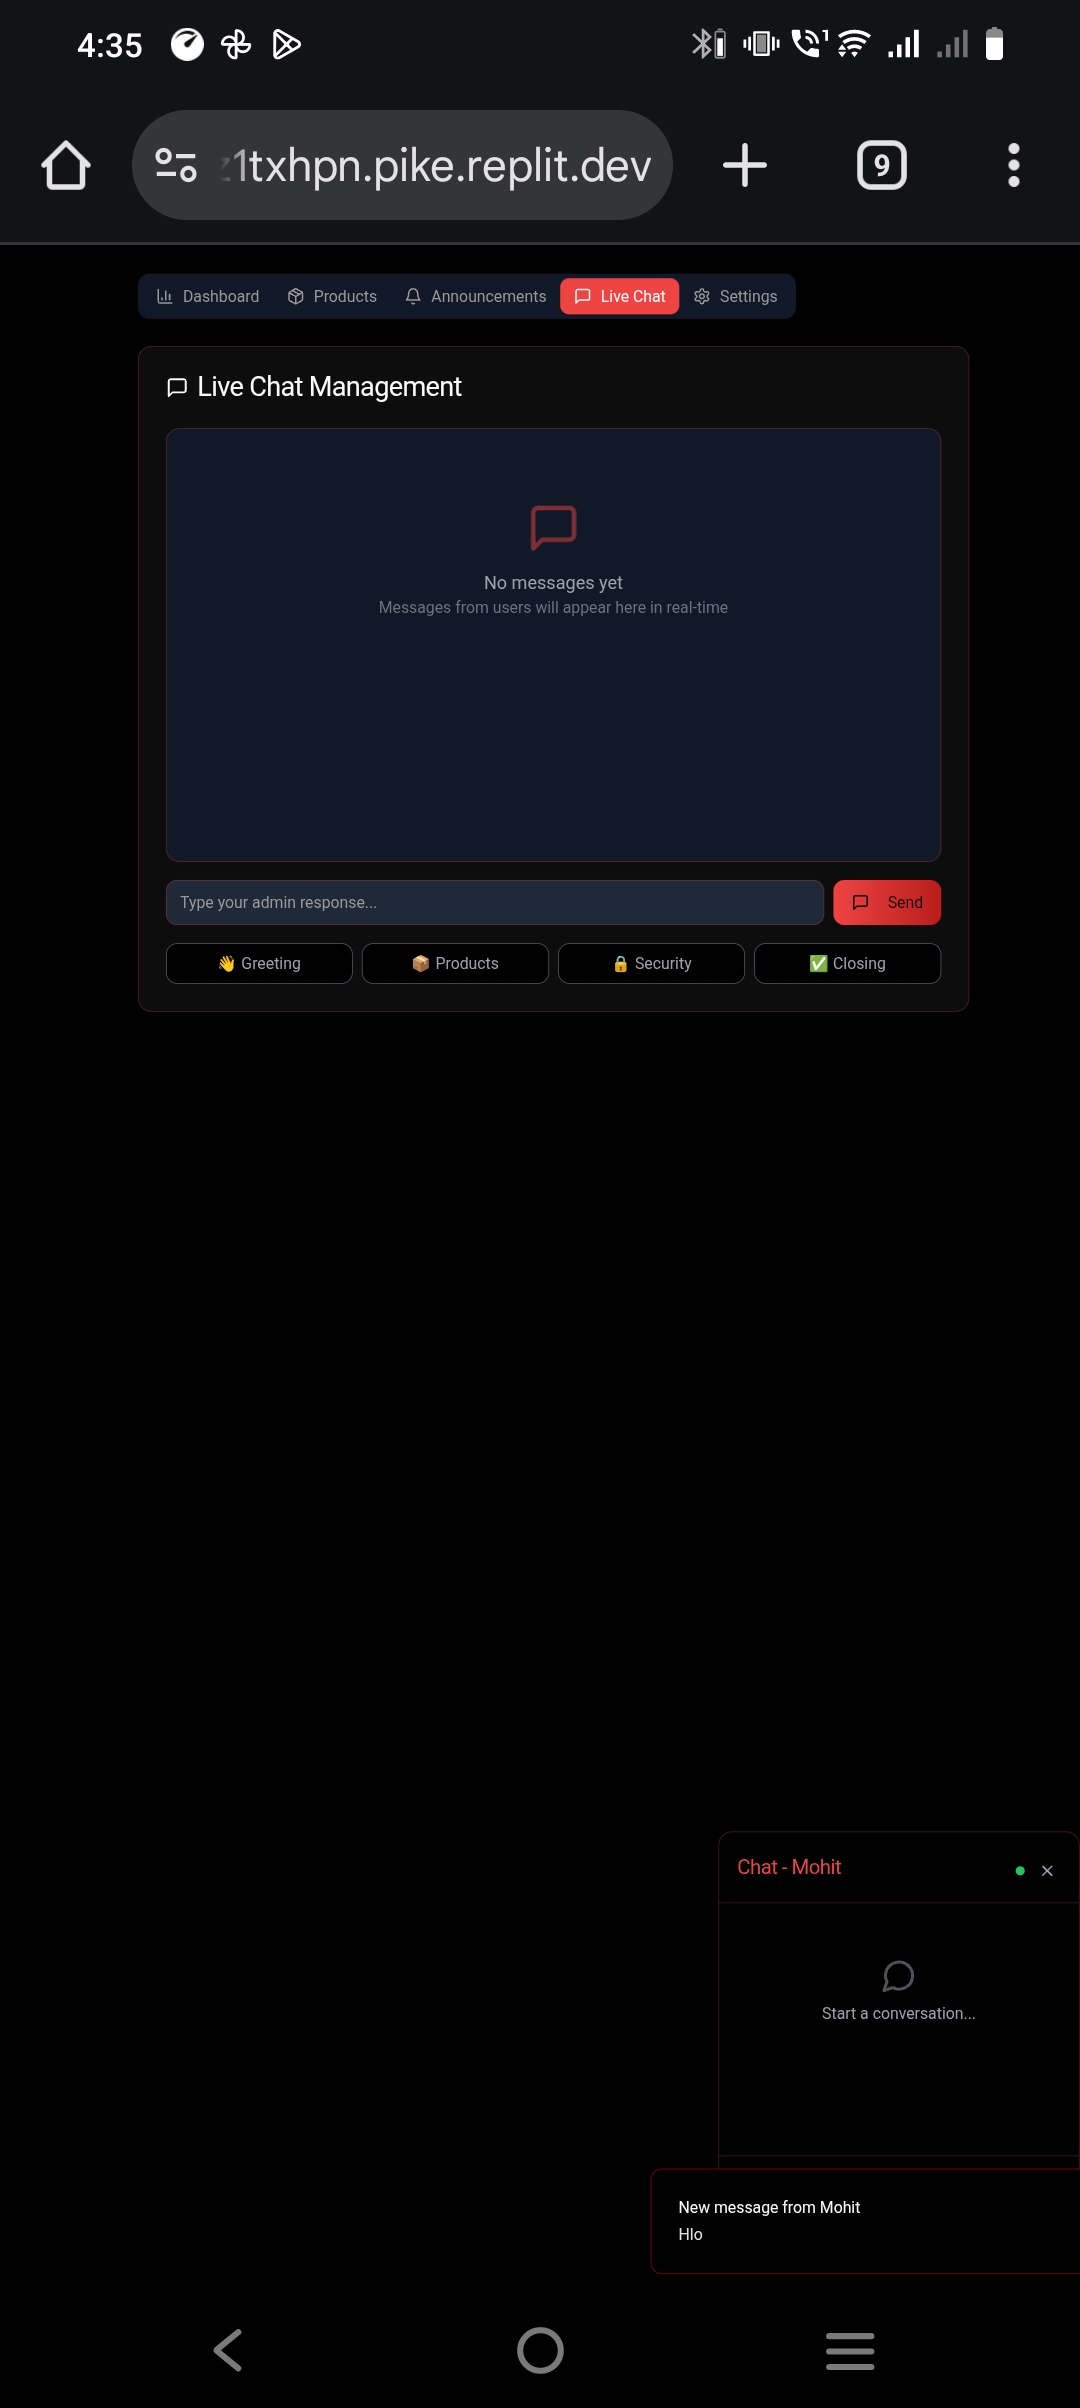 4:35
1
z1txhpn.pike.replit.dev
9
Dashboard
Products
Announcements
Live Chat
Settings
Live Chat Management
No messages yet
Messages from users will appear here in real-time
Type your admin response...
Send
👋 Greeting
📦 Products
🔒 Security
✅ Closing
Chat - Mohit
Start a conversation...
New message from Mohit
Hlo